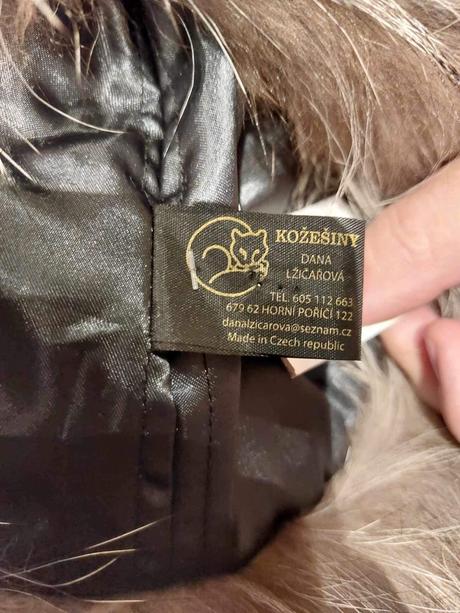 KOŽEŠINY
DANA
LŽIČAŘOVÁ
TEL. 605 112 663
679 62 HORNÍ POŘÍČÍ 122
danalzicarova@seznam.cz
Made in Czech republic